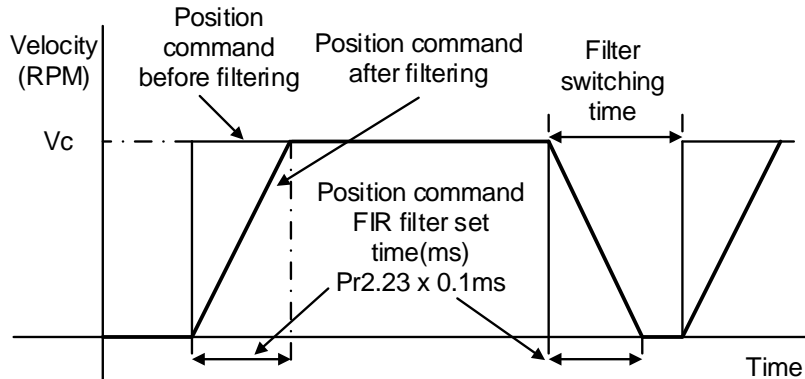 Velocity
(RPM)
Position
command
before filtering
Position command
after filtering
Filter
switching
time
Vc
Position command
FIR filter set
time(ms)
Pr2.23 x 0.1ms
Time